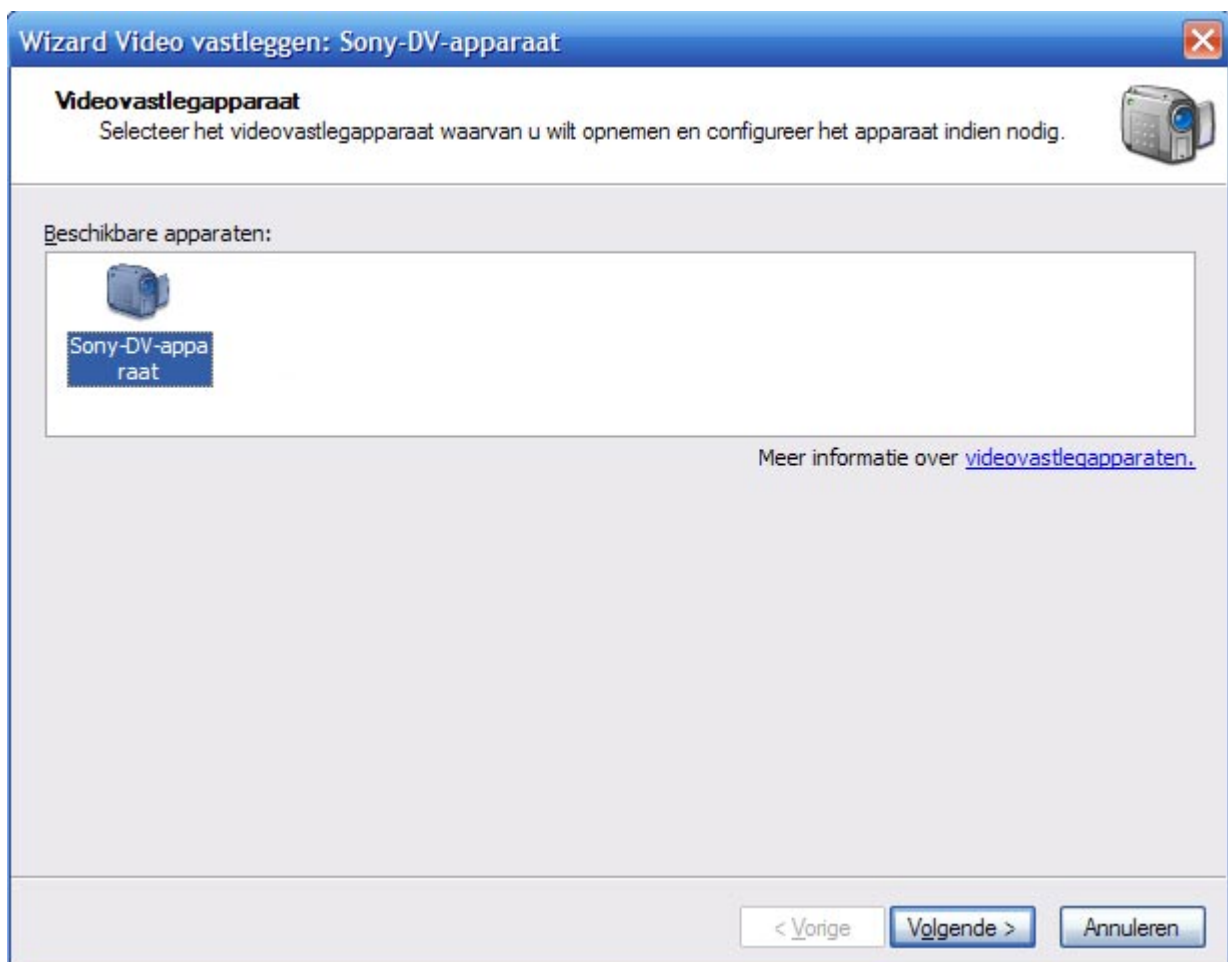 Wizard Video vastleggen: Sony-DV-apparaat
Videovastlegapparaat
Selecteer het videovastlegapparaat waarvan u wilt opnemen en configureer het apparaat indien nodig.
Beschikbare apparaten:
Sony-DV-appa
raat
Meer informatie over videovastlegapparaten.
< Vorige Volgende > Annuleren